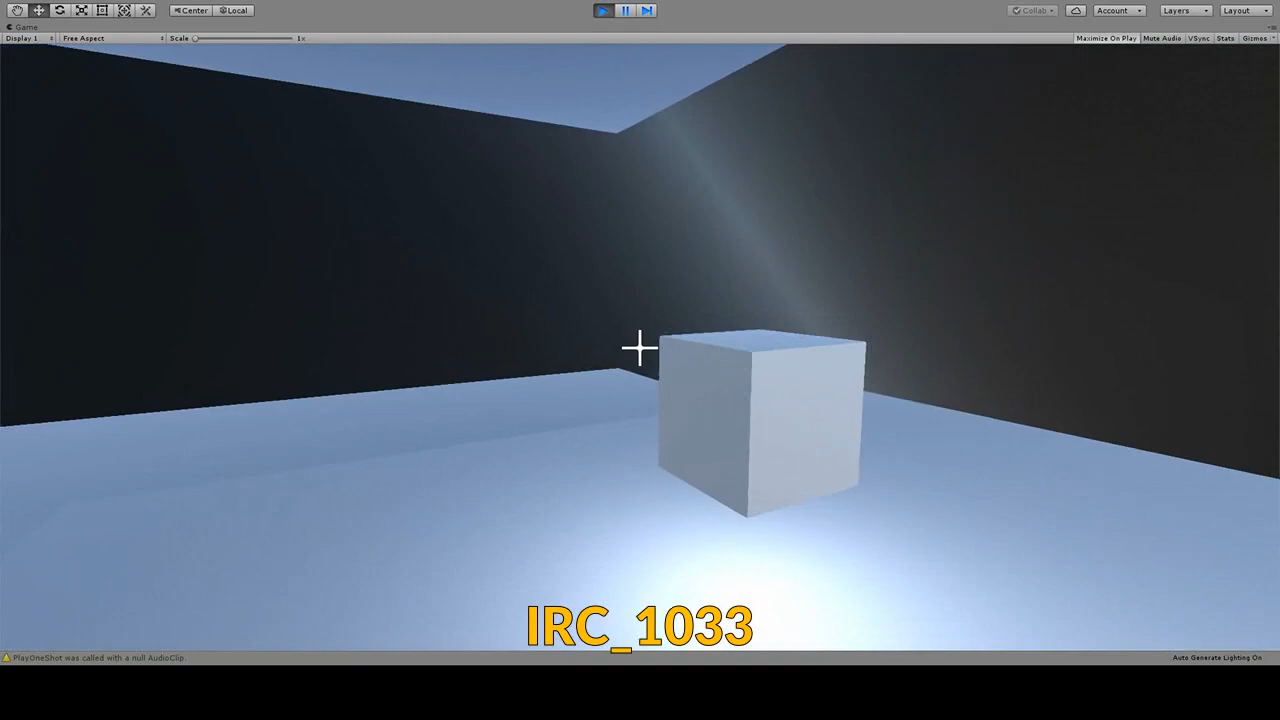 Center Local Collab Account Layers Layout
Game
Display 1 Free Aspect Scale 1x Maximize On Play Mute Audio VSync Stats Gizmos
IRC_1033
PlayOneShot was called with a null AudioClip. Auto Generate Lighting On